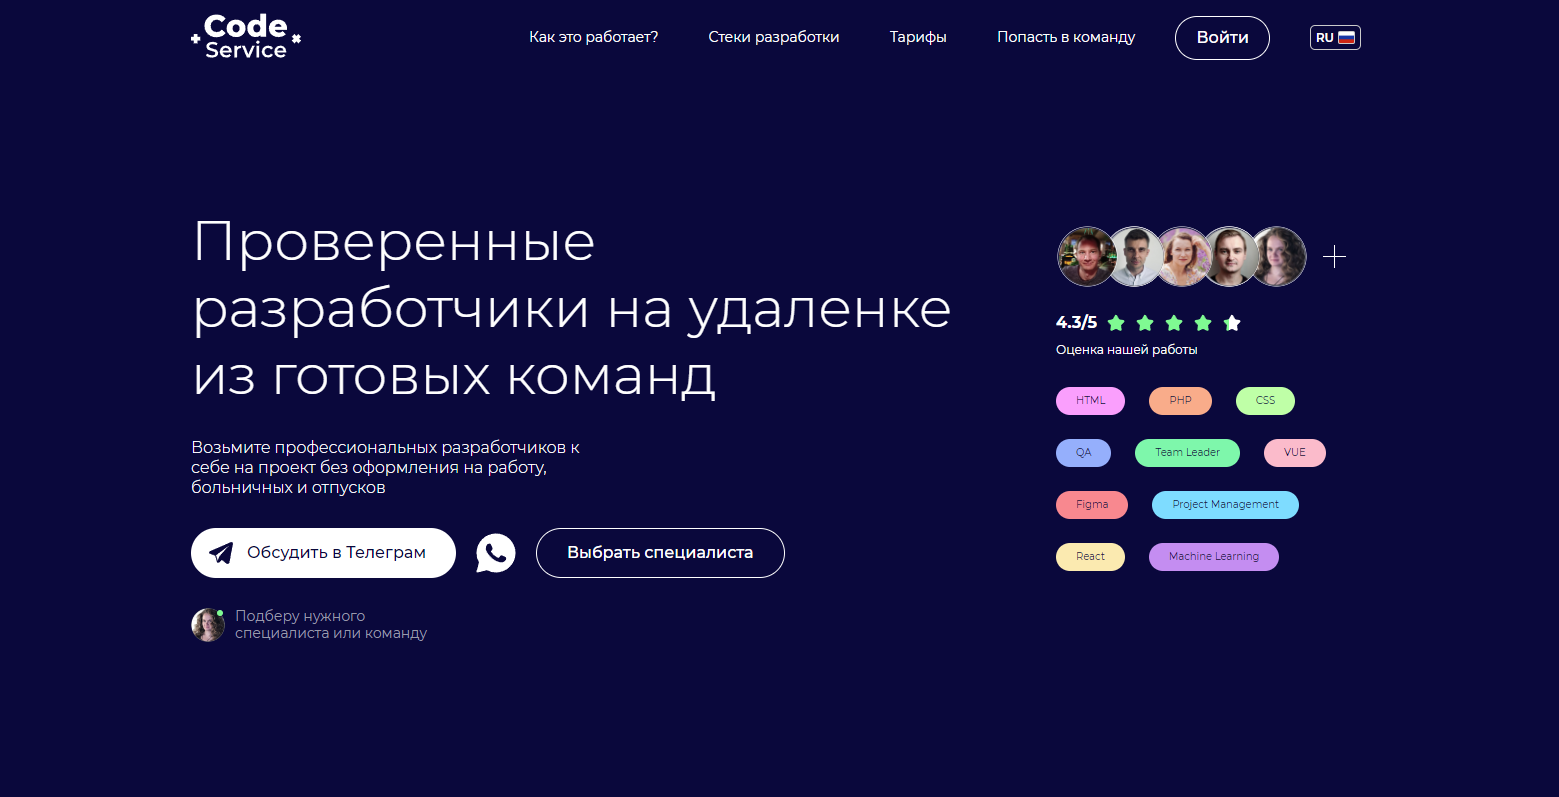 Code
Service
Как это работает?
Стеки разработки
Тарифы
Попасть в команду
Войти
RU
Проверенные
разработчики на удаленке
из готовых команд
Возьмите профессиональных разработчиков к
себе на проект без оформления на работу,
больничных и отпусков
Обсудить в Телеграм
Выбрать специалиста
Подберу нужного
специалиста или команду
4.3/5
Оценка нашей работы
HTML
PHP
CSS
QA
Team Leader
VUE
Figma
Project Management
React
Machine Learning